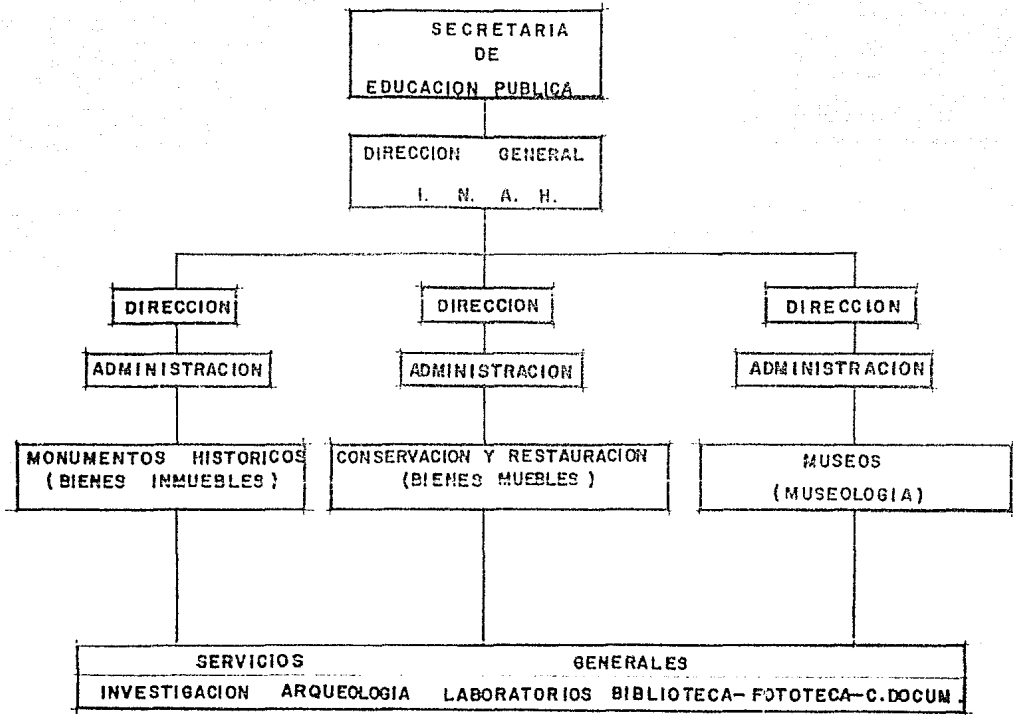 SECRETARIA
DE
EDUCACION PUBLICA
DIRECCION GENERAL
I. N. A. H.
DIRECCION
DIRECCION
DIRECCION
ADMINISTRACION
ADMINISTRACION
ADMINISTRACION
MONUMENTOS HISTORICOS
(BIENES INMUEBLES)
CONSERVACION Y RESTAURACION
(BIENES MUEBLES)
MUSEOS
(MUSEOLOGIA)
SERVICIOS GENERALES
INVESTIGACION ARQUEOLOGIA LABORATORIOS BIBLIOTECA-FOTOTECA-C.DOCUM.